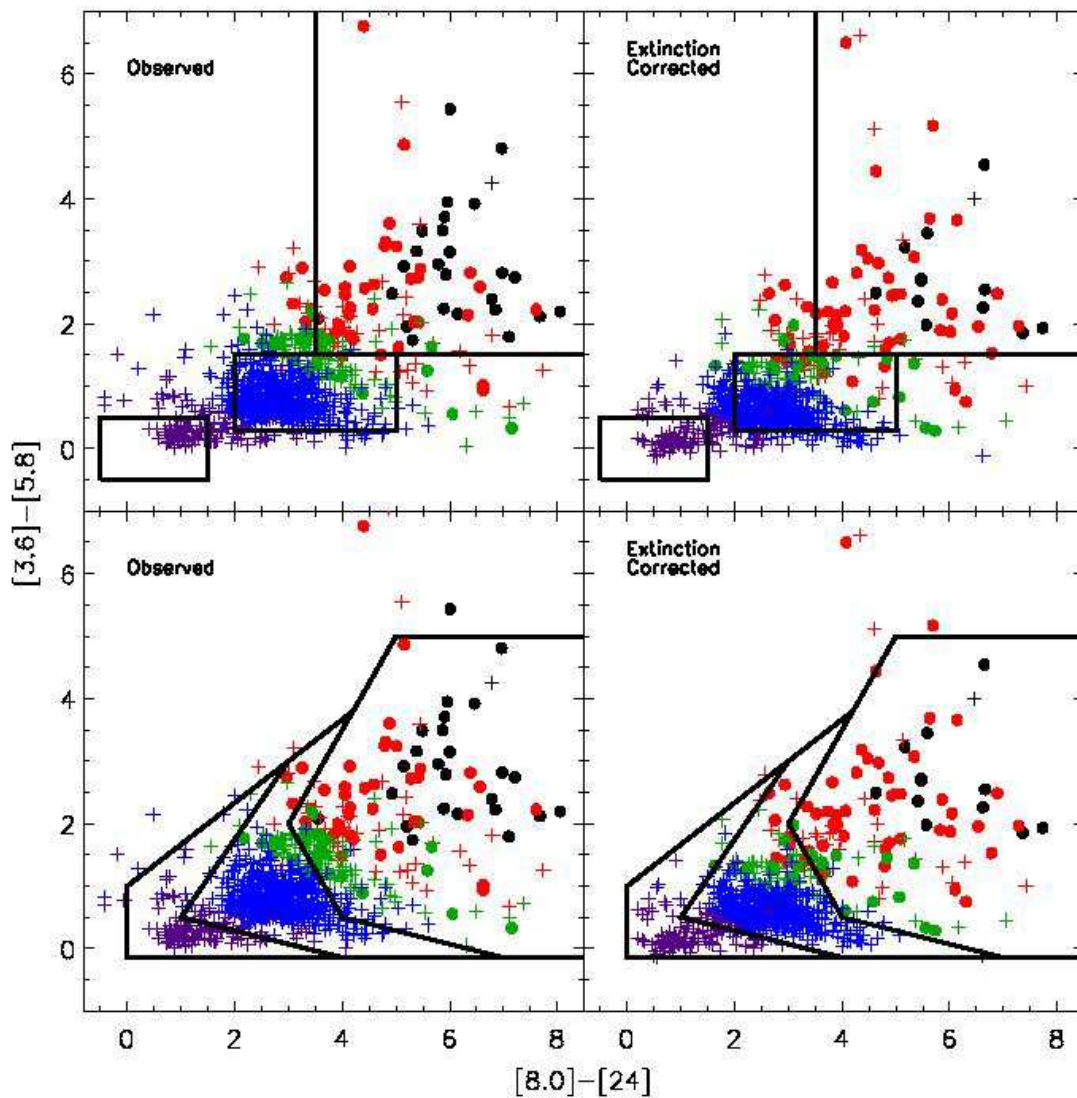 Observed
Extinction
Corrected
6
4
2
0
Observed
Extinction
Corrected
6
4
2
0
[3.6]−[5.8]
0 2 4 6 8 0 2 4 6 8
[8.0]−[24]